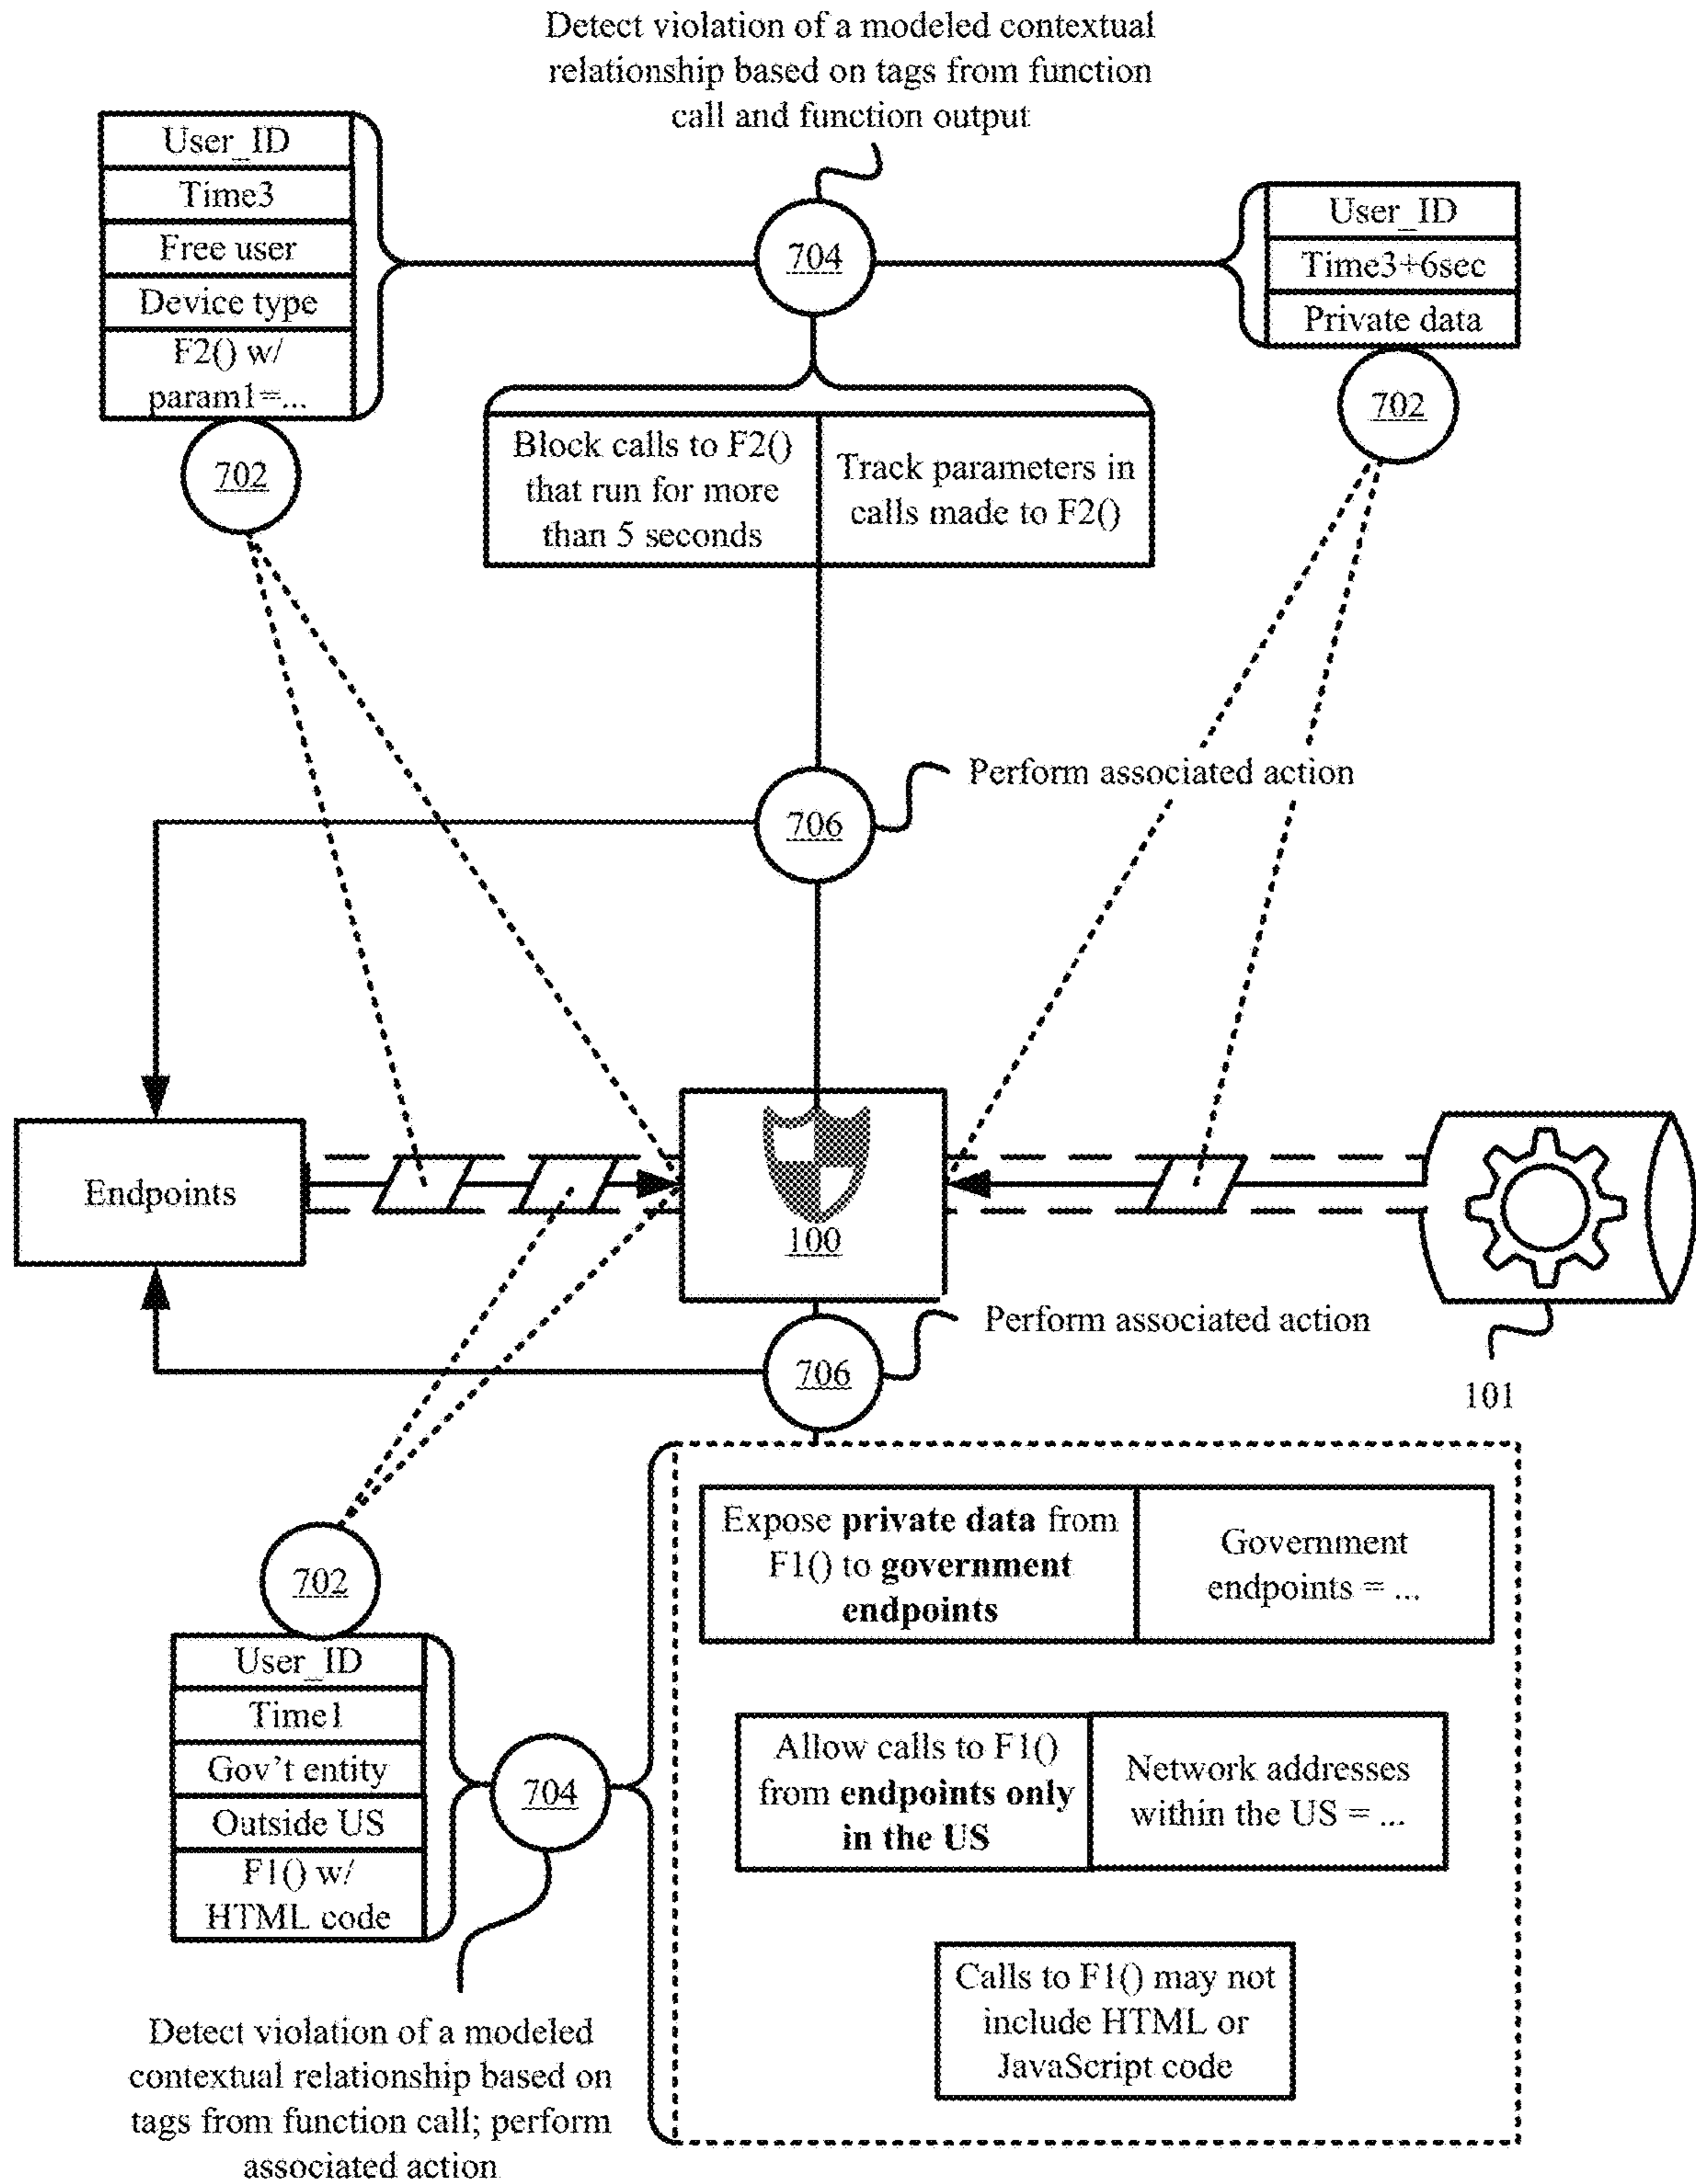 Detect violation of a modeled contextual
relationship based on tags from function
call and function output
User_ID
Time3
Free user
Device type
F2() w/
param1=...
702
704
User_ID
Time3+6sec
Private data
702
Block calls to F2()
that run for more
than 5 seconds
Track parameters in
calls made to F2()
706
Perform associated action
Endpoints
100
101
706
Perform associated action
702
User_ID
Time1
Gov't entity
Outside US
F1() w/
HTML code
704
Detect violation of a modeled
contextual relationship based on
tags from function call; perform
associated action
Expose private data from
F1() to government
endpoints
Government
endpoints = ...
Allow calls to F1()
from endpoints only
in the US
Network addresses
within the US = ...
Calls to F1() may not
include HTML or
JavaScript code